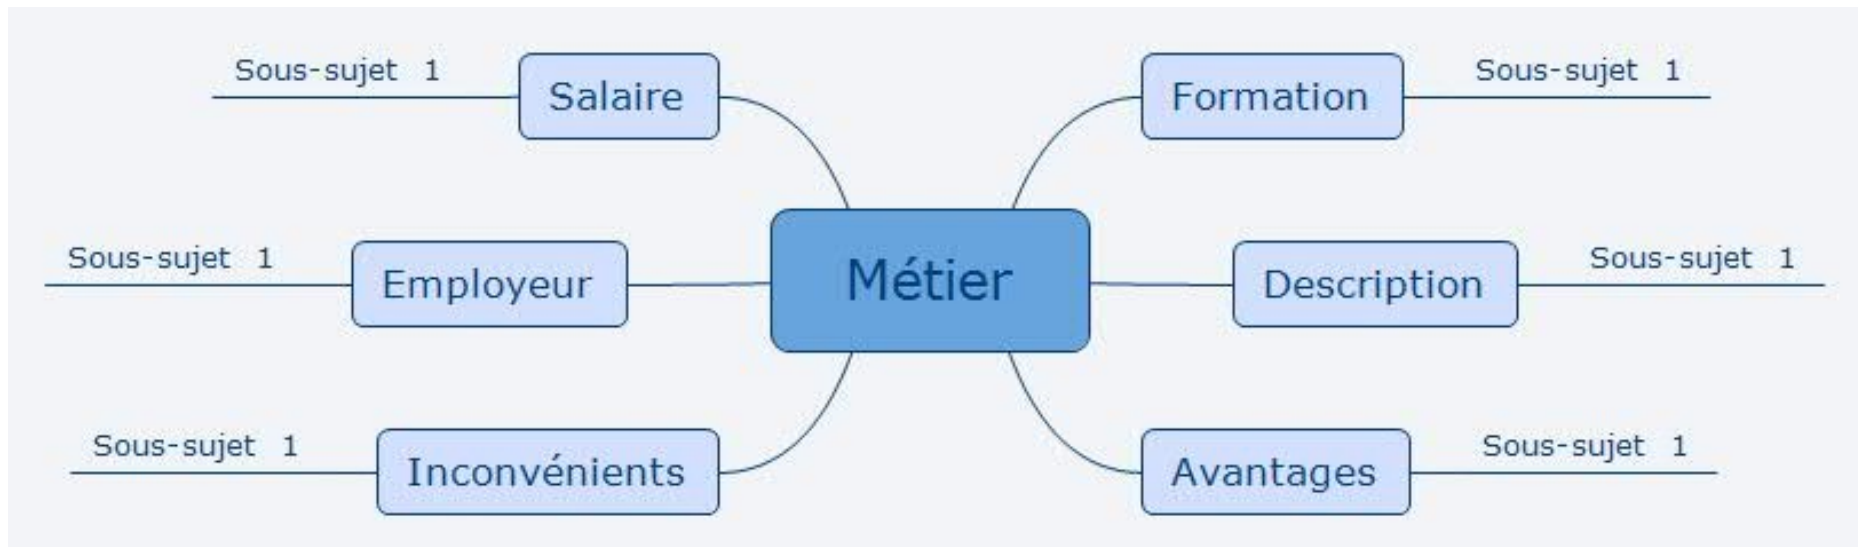 Sous-sujet 1
Salaire
Formation
Sous-sujet 1
Sous-sujet 1
Employeur
Métier
Description
Sous-sujet 1
Sous-sujet 1
Inconvénients
Avantages
Sous-sujet 1